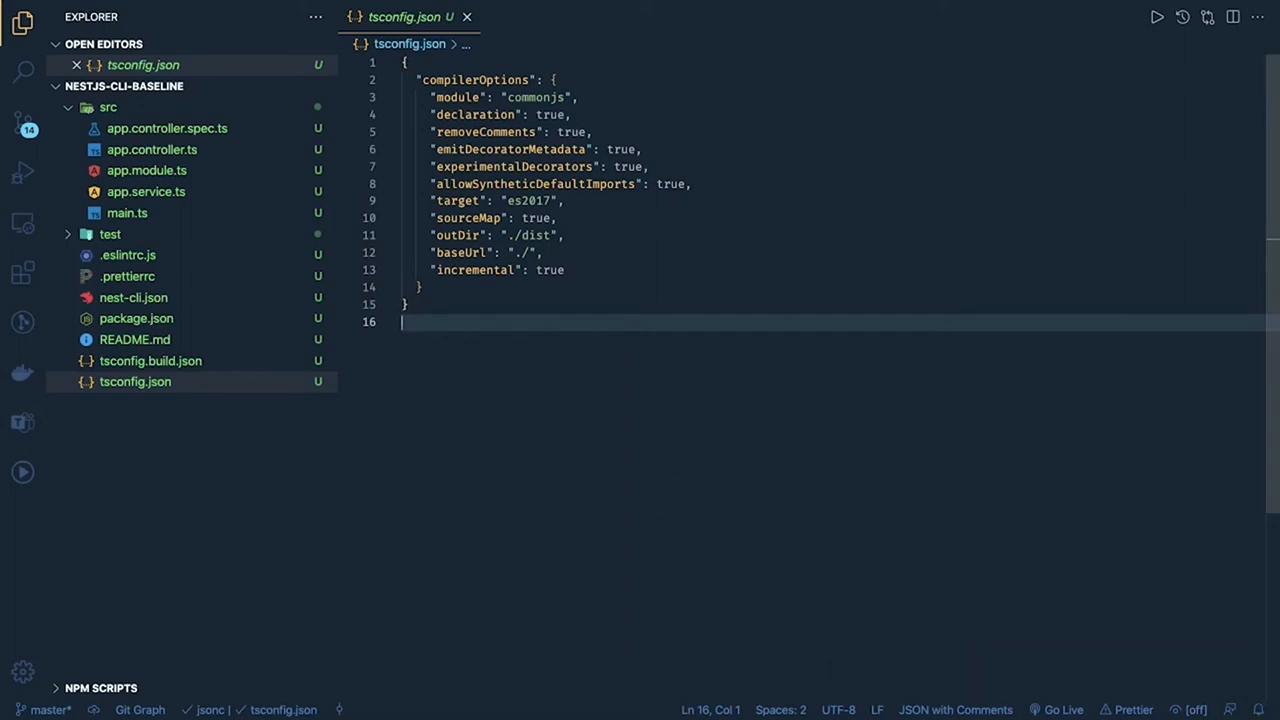 EXPLORER
OPEN EDITORS
tsconfig.json U
NESTJS-CLI-BASELINE
src
app.controller.spec.ts U
app.controller.ts U
app.module.ts U
app.service.ts U
main.ts U
test
.eslintrc.js U
.prettierrc U
nest-cli.json U
package.json U
README.md U
tsconfig.build.json U
tsconfig.json U
NPM SCRIPTS
14
tsconfig.json U
tsconfig.json > ...
1 {
2 "compilerOptions": {
3 "module": "commonjs",
4 "declaration": true,
5 "removeComments": true,
6 "emitDecoratorMetadata": true,
7 "experimentalDecorators": true,
8 "allowSyntheticDefaultImports": true,
9 "target": "es2017",
10 "sourceMap": true,
11 "outDir": "./dist",
12 "baseUrl": "./",
13 "incremental": true
14 }
15 }
16
master* Git Graph jsonc | tsconfig.json Ln 16, Col 1 Spaces: 2 UTF-8 LF JSON with Comments Go Live Prettier [off]